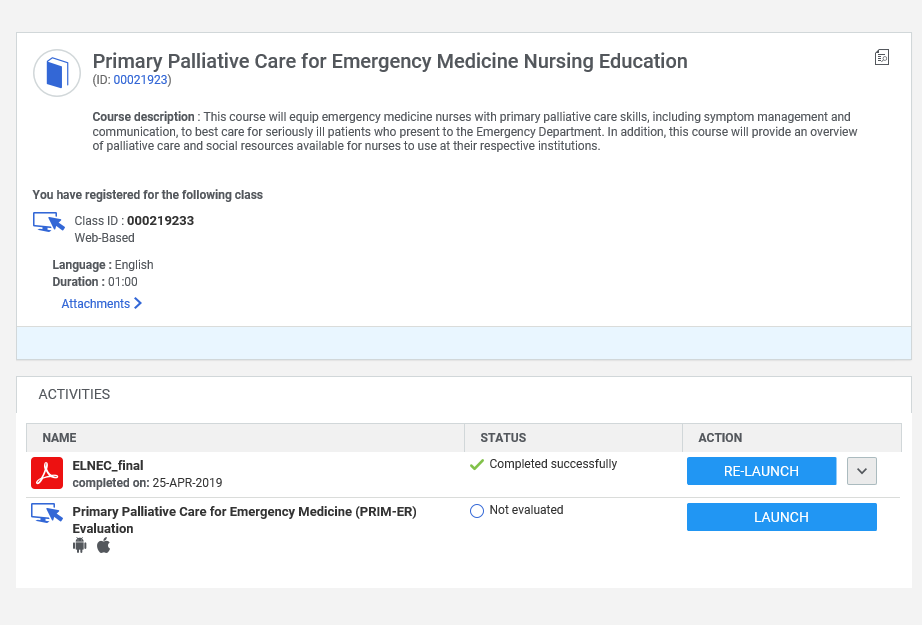 Primary Palliative Care for Emergency Medicine Nursing Education
(ID: 00021923)
Course description : This course will equip emergency medicine nurses with primary palliative care skills, including symptom management and
communication, to best care for seriously ill patients who present to the Emergency Department. In addition, this course will provide an overview
of palliative care and social resources available for nurses to use at their respective institutions.
You have registered for the following class
Class ID : 000219233
Web-Based
Language : English
Duration : 01:00
Attachments
ACTIVITIES
NAME STATUS ACTION
ELNEC_final Completed successfully RE-LAUNCH
completed on: 25-APR-2019
Primary Palliative Care for Emergency Medicine (PRIM-ER) Not evaluated LAUNCH
Evaluation